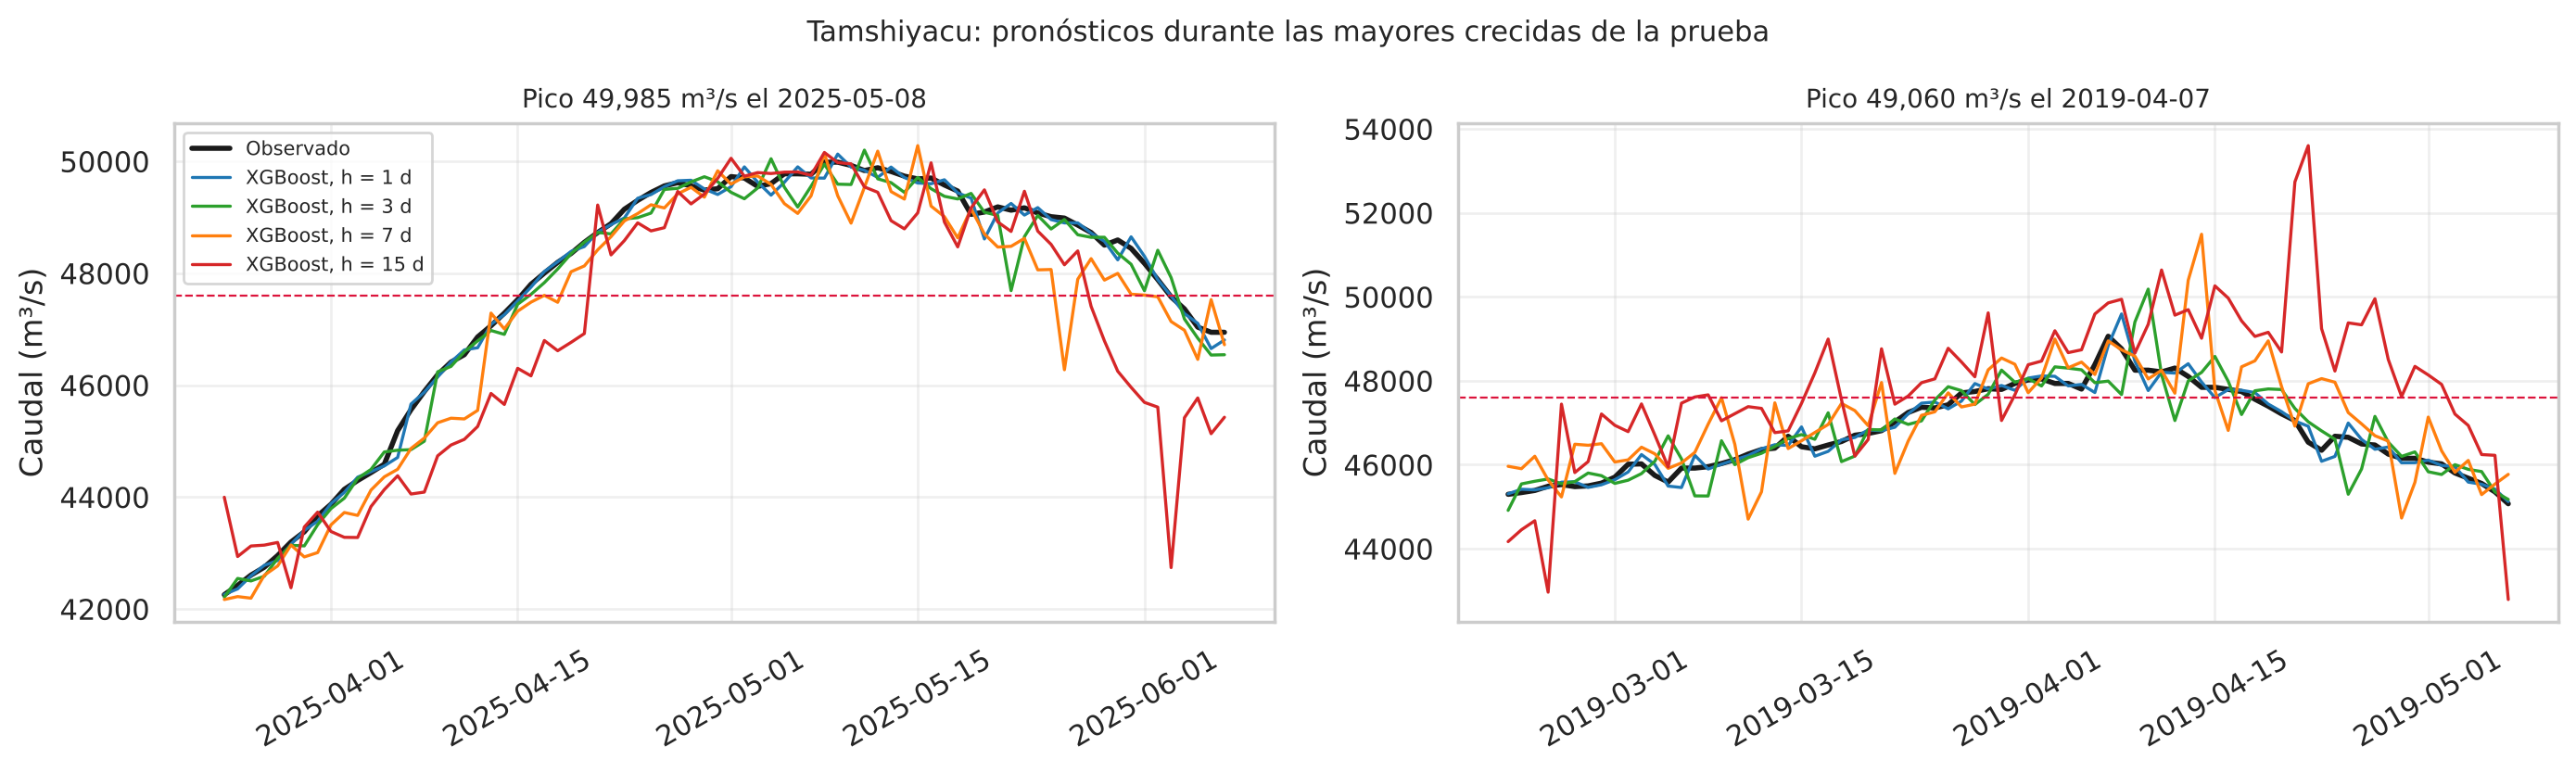 Tamshiyacu: pronósticos durante las mayores crecidas de la prueba
Pico 49,985 m³/s el 2025-05-08
Caudal (m³/s)
50000
48000
46000
44000
42000
Observado
XGBoost, h = 1 d
XGBoost, h = 3 d
XGBoost, h = 7 d
XGBoost, h = 15 d
2025-04-01
2025-04-15
2025-05-01
2025-05-15
2025-06-01
Pico 49,060 m³/s el 2019-04-07
Caudal (m³/s)
54000
52000
50000
48000
46000
44000
2019-03-01
2019-03-15
2019-04-01
2019-04-15
2019-05-01